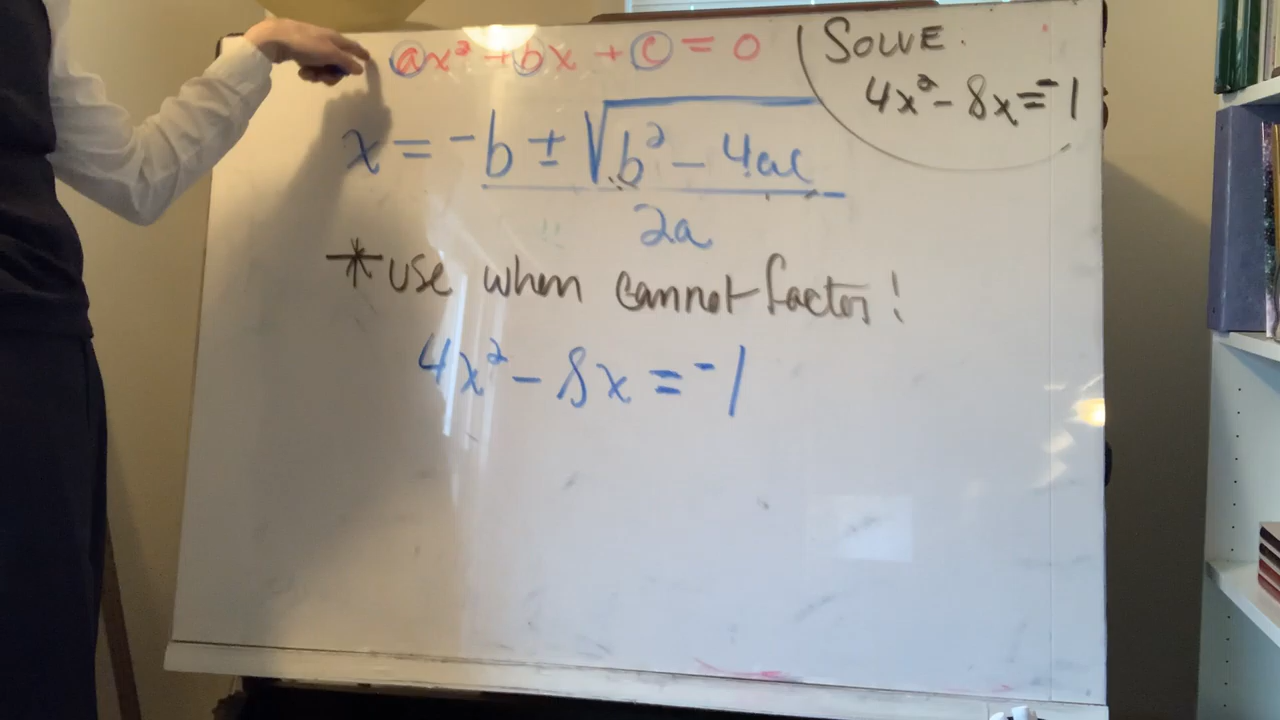 ax² + bx + c = 0
SOLVE.
4x² - 8x = -1
x = -b ± √b² - 4ac
2a
*use when cannot factor!
4x² - 8x = -1